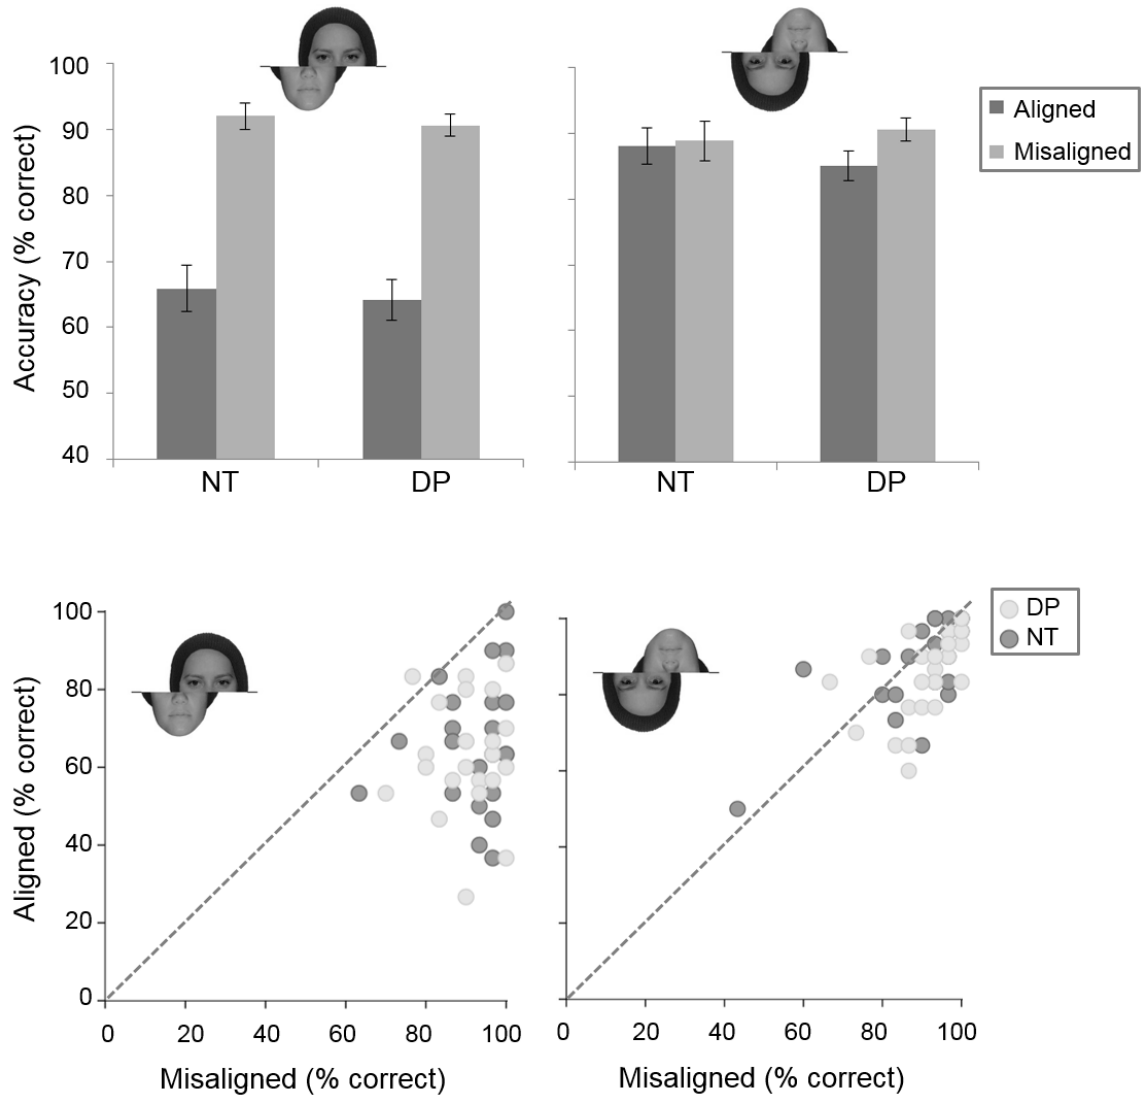 Accuracy (% correct)
100
90
80
70
60
50
40
NT
DP
NT
DP
Aligned
Misaligned
Aligned (% correct)
100
80
60
40
20
0
0 20 40 60 80 100
Misaligned (% correct)
0 20 40 60 80 100
Misaligned (% correct)
DP
NT